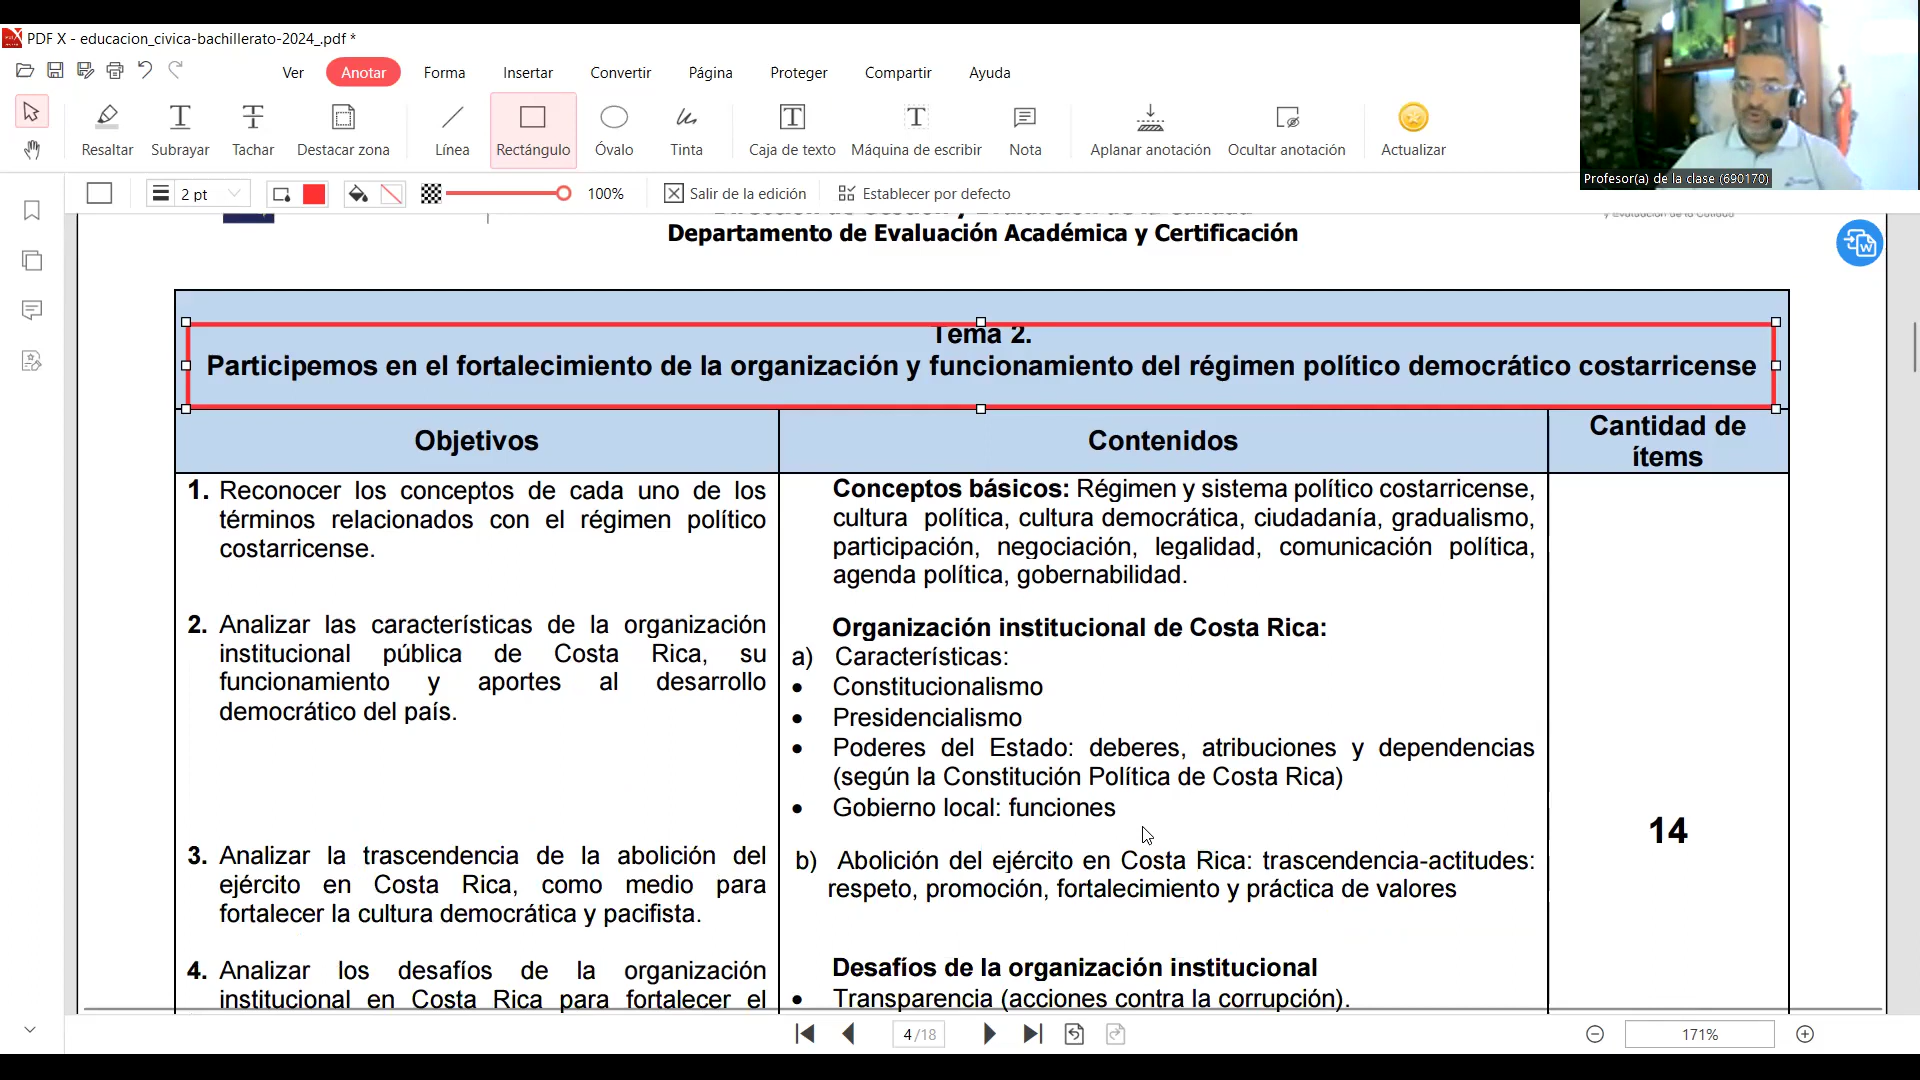 PDF X - educacion_civica-bachillerato-2024_.pdf *
Ver Anotar Forma Insertar Convertir Página Proteger Compartir Ayuda
Resaltar Subrayar Tachar Destacar zona Línea Rectángulo Óvalo Tinta Caja de texto Máquina de escribir Nota Aplanar anotación Ocultar anotación Actualizar
Profesor(a) de la clase (690170)
2 pt 100% Salir de la edición Establecer por defecto
Departamento de Evaluación Académica y Certificación
Tema 2.
Participemos en el fortalecimiento de la organización y funcionamiento del régimen político democrático costarricense
Objetivos
Contenidos
Cantidad de
ítems
1. Reconocer los conceptos de cada uno de los
términos relacionados con el régimen político
costarricense.
Conceptos básicos: Régimen y sistema político costarricense,
cultura política, cultura democrática, ciudadanía, gradualismo,
participación, negociación, legalidad, comunicación política,
agenda política, gobernabilidad.
2. Analizar las características de la organización
institucional pública de Costa Rica, su
funcionamiento y aportes al desarrollo
democrático del país.
Organización institucional de Costa Rica:
a) Características:
• Constitucionalismo
• Presidencialismo
• Poderes del Estado: deberes, atribuciones y dependencias
(según la Constitución Política de Costa Rica)
• Gobierno local: funciones
14
3. Analizar la trascendencia de la abolición del
ejército en Costa Rica, como medio para
fortalecer la cultura democrática y pacifista.
b) Abolición del ejército en Costa Rica: trascendencia-actitudes:
respeto, promoción, fortalecimiento y práctica de valores
4. Analizar los desafíos de la organización
institucional en Costa Rica para fortalecer el
Desafíos de la organización institucional
• Transparencia (acciones contra la corrupción).
4 /18
171%